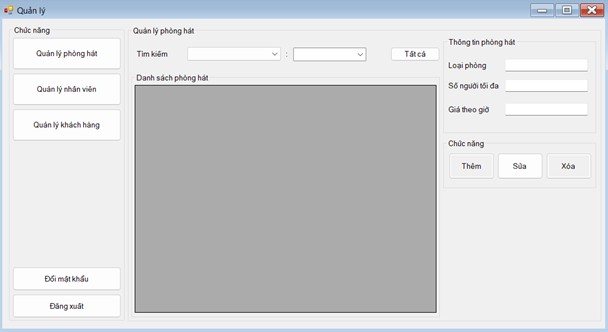 Quản lý
Chức năng
Quản lý phòng hát
Quản lý nhân viên
Quản lý khách hàng
Đổi mật khẩu
Đăng xuất
Quản lý phòng hát
Tìm kiếm
:
Tất cả
Danh sách phòng hát
Thông tin phòng hát
Loại phòng
Số người tối đa
Giá theo giờ
Chức năng
Thêm Sửa Xóa